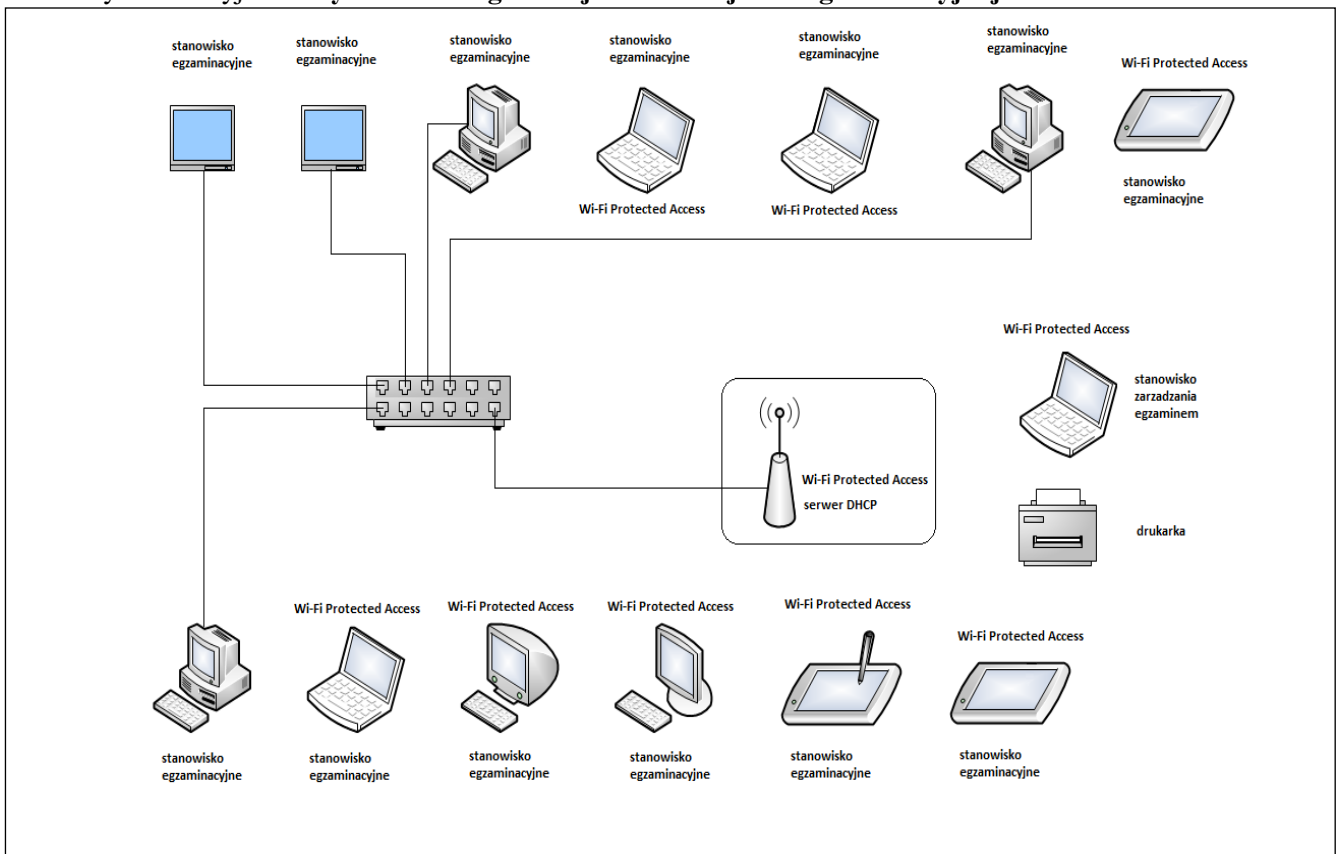 stanowisko
egzaminacyjne
stanowisko
egzaminacyjne
stanowisko
egzaminacyjne
stanowisko
egzaminacyjne
stanowisko
egzaminacyjne
stanowisko
egzaminacyjne
Wi-Fi Protected Access
stanowisko
egzaminacyjne
Wi-Fi Protected Access
Wi-Fi Protected Access
Wi-Fi Protected Access
stanowisko
zarzadzania
egzaminem
Wi-Fi Protected Access
serwer DHCP
drukarka
Wi-Fi Protected Access
Wi-Fi Protected Access
Wi-Fi Protected Access
Wi-Fi Protected Access
Wi-Fi Protected Access
stanowisko
egzaminacyjne
stanowisko
egzaminacyjne
stanowisko
egzaminacyjne
stanowisko
egzaminacyjne
stanowisko
egzaminacyjne
stanowisko
egzaminacyjne